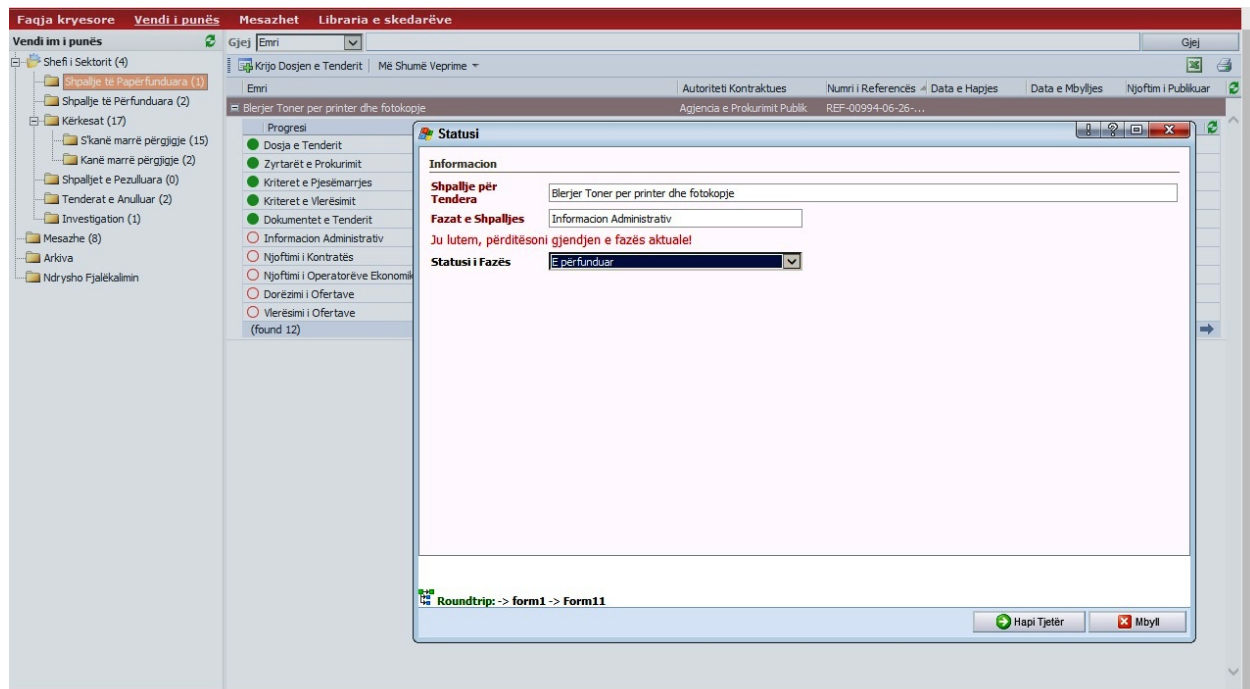 Faqja kryesore Vendi i punës Mesazhet Libraria e skedarëve
Vendi im i punës
Gjej Emri Gjej
Shefi i Sektorit (4)
Shpallje të Papërfunduara (1)
Shpallje të Përfunduara (2)
Kërkesat (17)
S'kanë marrë përgjigje (15)
Kanë marrë përgjigje (2)
Shpalljet e Pezulluara (0)
Tenderat e Anulluar (2)
Investigation (1)
Mesazhe (8)
Arkiva
Ndrysho Fjalëkalimin
Krijo Dosjen e Tenderit Më Shumë Veprime
Emri Autoriteti Kontraktues Numri i Referencës Data e Hapjes Data e Mbylljes Njoftim i Publikuar
Blerjer Toner per printer dhe fotokopje Agjencia e Prokurimit Publik REF-00994-06-26-...
Progresi
Dosja e Tenderit
Zyrtarët e Prokurimit
Kriteret e Pjesëmarrjes
Kriteret e Vlerësimit
Dokumentet e Tenderit
Informacion Administrativ
Njoftimi i Kontratës
Njoftimi i Operatorëve Ekonomik
Dorëzimi i Ofertave
Vlerësimi i Ofertave
(found 12)
Statusi
Informacion
Shpallje për
Tendera
Blerjer Toner per printer dhe fotokopje
Fazat e Shpalljes Informacion Administrativ
Ju lutem, përditësoni gjendjen e fazës aktuale!
Statusi i Fazës E përfunduar
Roundtrip: -> form1 -> Form11
Hapi Tjetër Mbyll